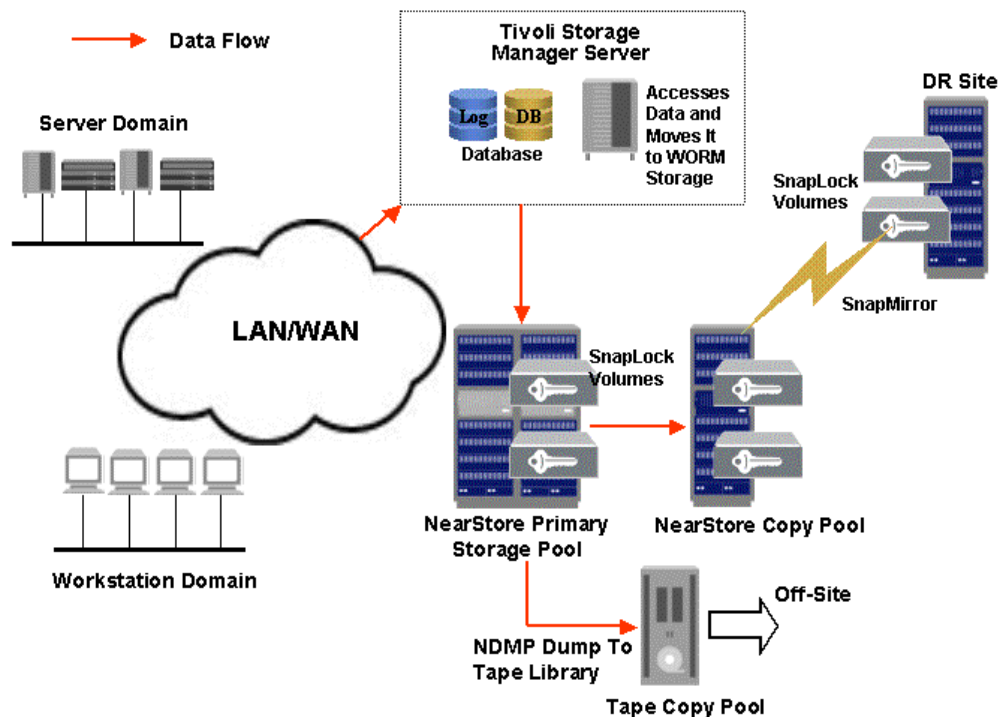 Data Flow
Tivoli Storage
Manager Server
Log
DB
Database
Accesses
Data and
Moves It
to WORM
Storage
DR Site
Server Domain
SnapLock
Volumes
SnapMirror
LAN/WAN
SnapLock
Volumes
NearStore Primary
Storage Pool
NearStore Copy Pool
Workstation Domain
NDMP Dump To
Tape Library
Off-Site
Tape Copy Pool